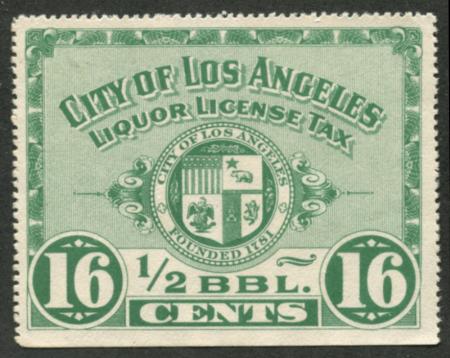 CITY OF LOS ANGELES
LIQUOR LICENSE TAX
CITY OF LOS ANGELES
FOUNDED 1781
16 1/2 BBL. 16
CENTS